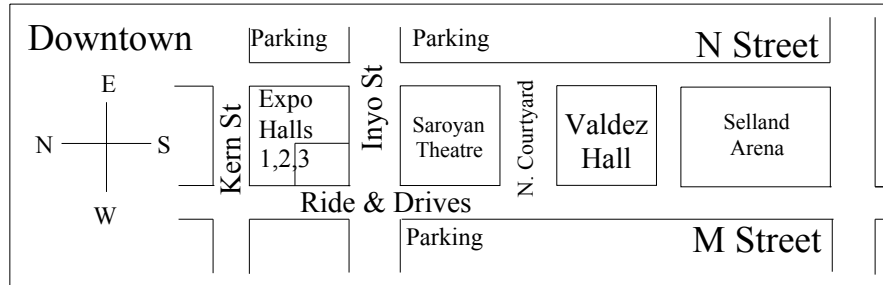 Downtown
Parking
Parking
N Street
E
N
S
W
Kern St
Expo
Halls
1,2,3
Inyo St
Saroyan
Theatre
N. Courtyard
Valdez
Hall
Selland
Arena
Ride & Drives
Parking
M Street